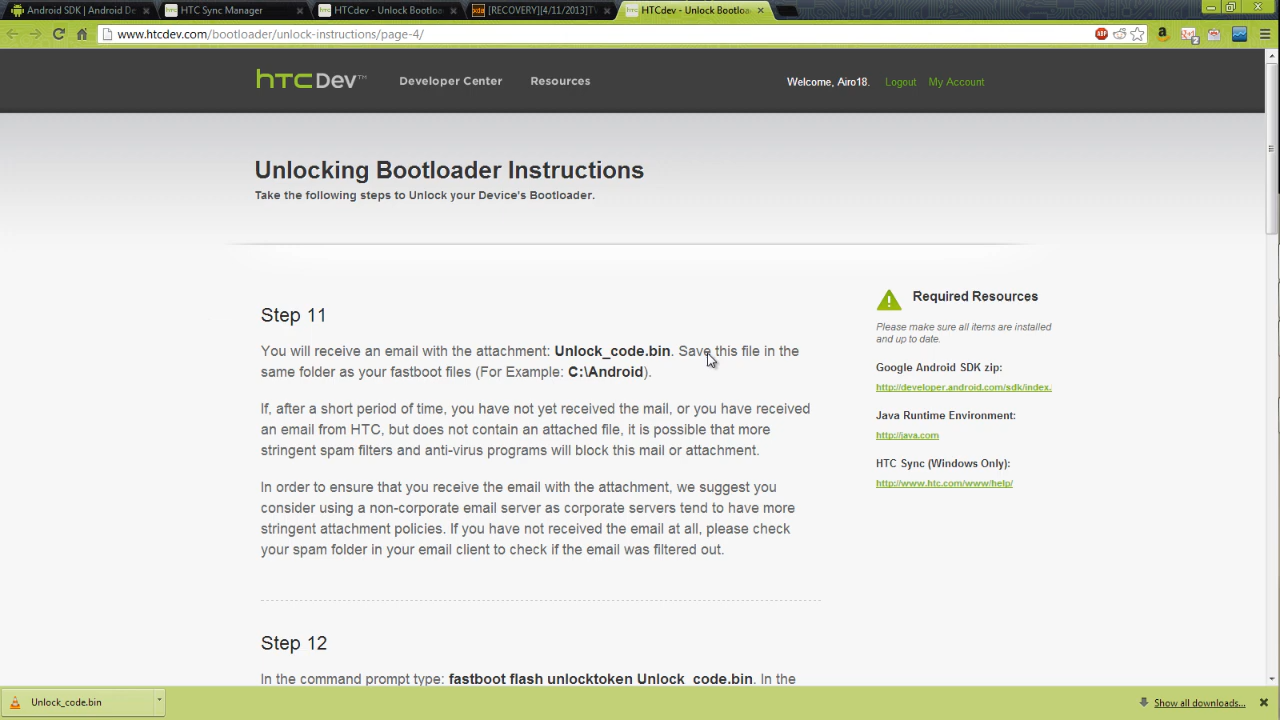 Android SDK | Android De
HTC Sync Manager
HTCdev - Unlock Bootloa
[RECOVERY][4/11/2013]TV
HTCdev - Unlock Bootloa
www.htcdev.com/bootloader/unlock-instructions/page-4/
htc Dev™
Developer Center
Resources
Welcome, Airo18.
Logout
My Account
Unlocking Bootloader Instructions
Take the following steps to Unlock your Device's Bootloader.
Step 11
You will receive an email with the attachment: Unlock_code.bin. Save this file in the
same folder as your fastboot files (For Example: C:\Android).
If, after a short period of time, you have not yet received the mail, or you have received
an email from HTC, but does not contain an attached file, it is possible that more
stringent spam filters and anti-virus programs will block this mail or attachment.
In order to ensure that you receive the email with the attachment, we suggest you
consider using a non-corporate email server as corporate servers tend to have more
stringent attachment policies. If you have not received the email at all, please check
your spam folder in your email client to check if the email was filtered out.
Step 12
In the command prompt type: fastboot flash unlocktoken Unlock_code.bin. In the
Required Resources
Please make sure all items are installed
and up to date.
Google Android SDK zip:
http://developer.android.com/sdk/index.
Java Runtime Environment:
http://java.com
HTC Sync (Windows Only):
http://www.htc.com/www/help/
Unlock_code.bin
Show all downloads...